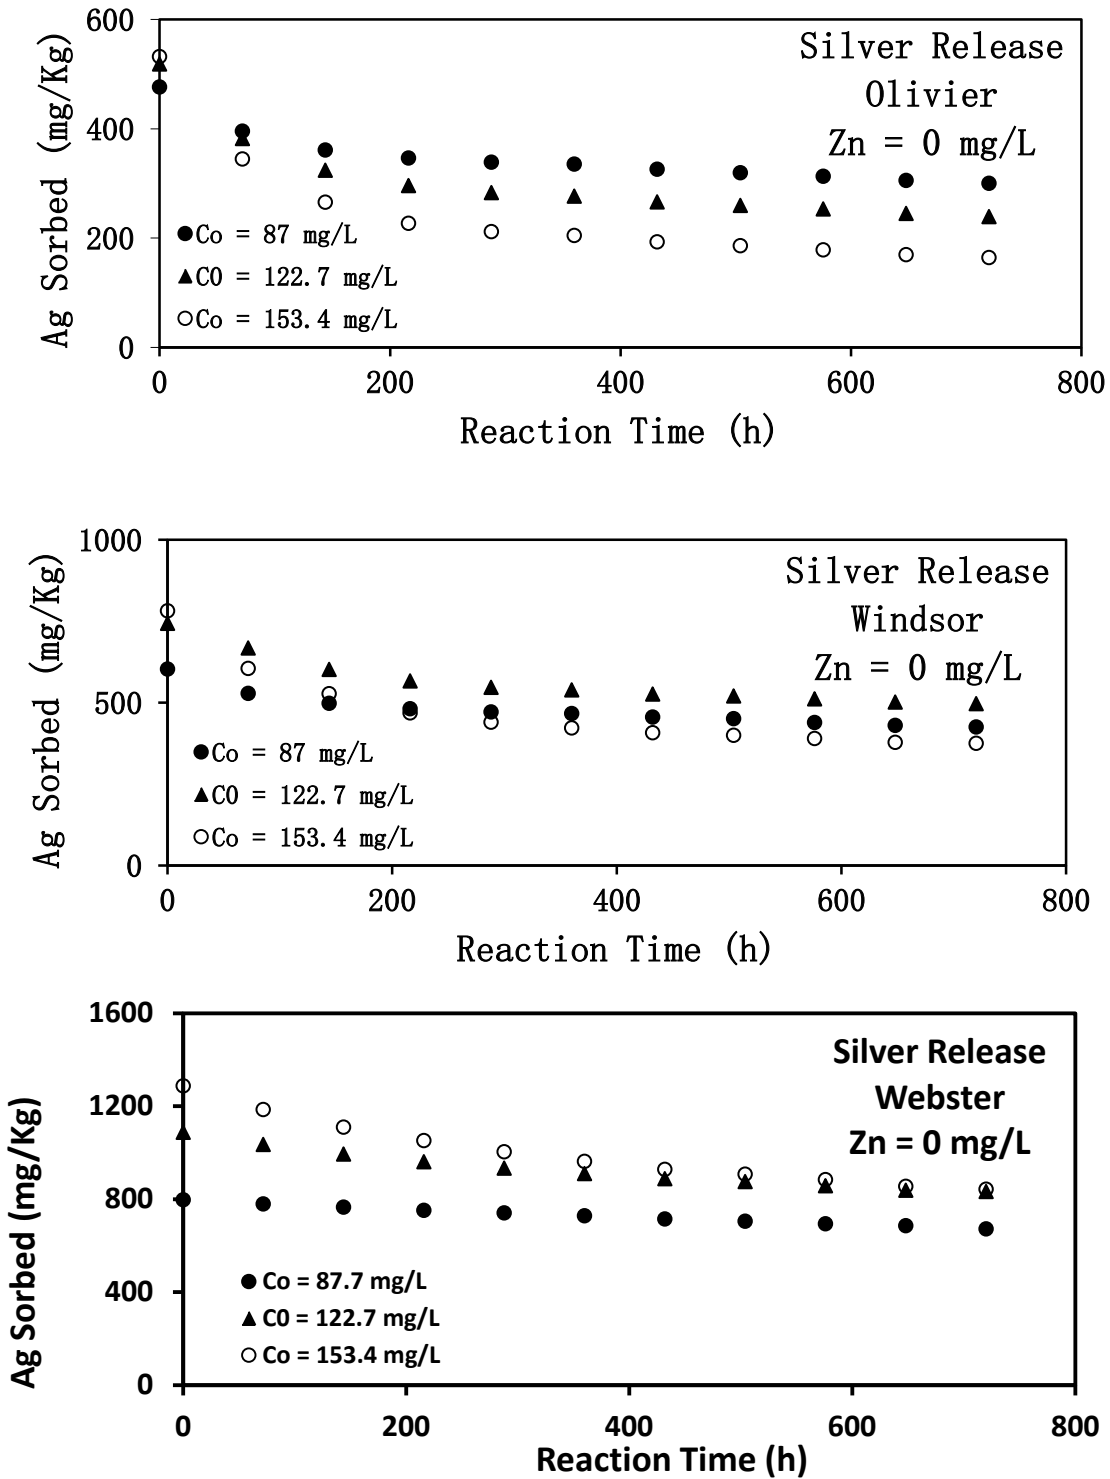 600
400
200
0
Ag Sorbed (mg/Kg)
Silver Release
Olivier
Zn = 0 mg/L
Co = 87 mg/L
C0 = 122.7 mg/L
Co = 153.4 mg/L
0 200 400 600 800
Reaction Time (h)
1000
500
0
Ag Sorbed (mg/Kg)
Silver Release
Windsor
Zn = 0 mg/L
Co = 87 mg/L
C0 = 122.7 mg/L
Co = 153.4 mg/L
0 200 400 600 800
Reaction Time (h)
1600
1200
800
400
0
Ag Sorbed (mg/Kg)
Silver Release
Webster
Zn = 0 mg/L
Co = 87.7 mg/L
C0 = 122.7 mg/L
Co = 153.4 mg/L
0 200 400 600 800
Reaction Time (h)